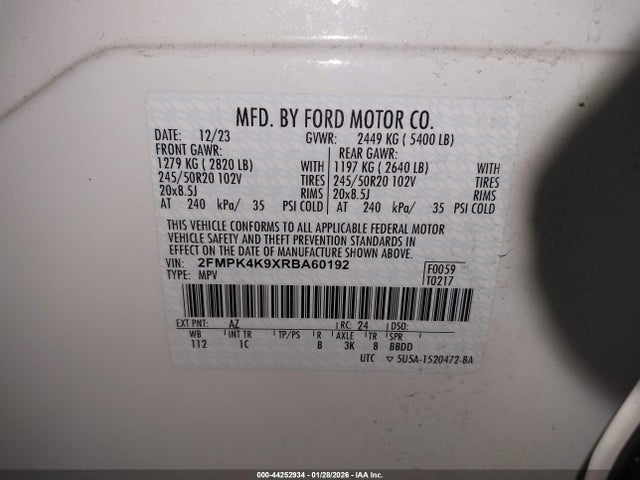 MFD. BY FORD MOTOR CO.
DATE: 12/23 GVWR: 2449 KG ( 5400 LB)
FRONT GAWR: REAR GAWR:
1279 KG ( 2820 LB) WITH 1197 KG ( 2640 LB) WITH
245/50R20 102V TIRES 245/50R20 102V TIRES
20x8.5J RIMS 20x8.5J RIMS
AT 240 kPa/ 35 PSI COLD AT 240 kPa/ 35 PSI COLD
THIS VEHICLE CONFORMS TO ALL APPLICABLE FEDERAL MOTOR
VEHICLE SAFETY AND THEFT PREVENTION STANDARDS IN
EFFECT ON THE DATE OF MANUFACTURE SHOWN ABOVE.
VIN: 2FMPK4K9XRBA60192 F0059
TYPE: MPV T0217
EXT PNT: AZ RC: 24 DSO:
WB INT TR TP/PS R AXLE TR SPR
112 1C B 3K 8 BBDD
UTC ▽ 5U5A-1520472-BA
000-44252934 | 01/28/2026 - IAA Inc.